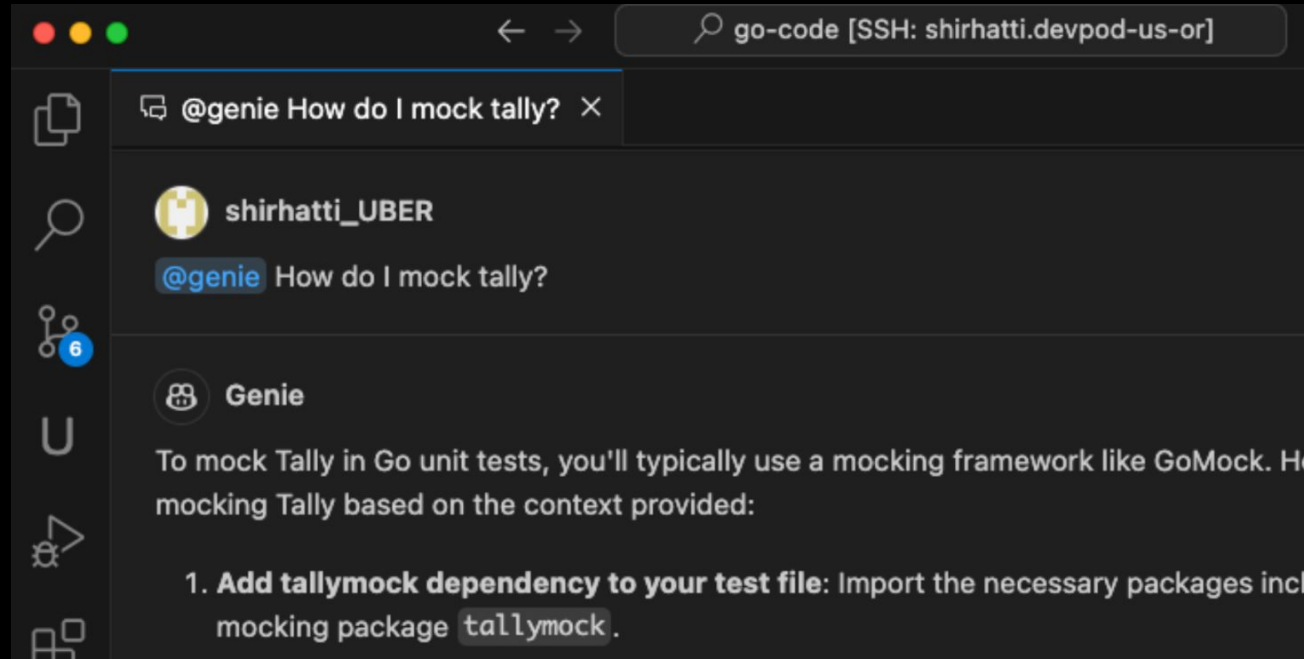 go-code [SSH: shirhatti.devpod-us-or]
@genie How do I mock tally?
shirhatti_UBER
@genie How do I mock tally?
6
Genie
U
To mock Tally in Go unit tests, you'll typically use a mocking framework like GoMock.
mocking Tally based on the context provided:
1. Add tallymock dependency to your test file: Import the necessary packages
mocking package tallymock.